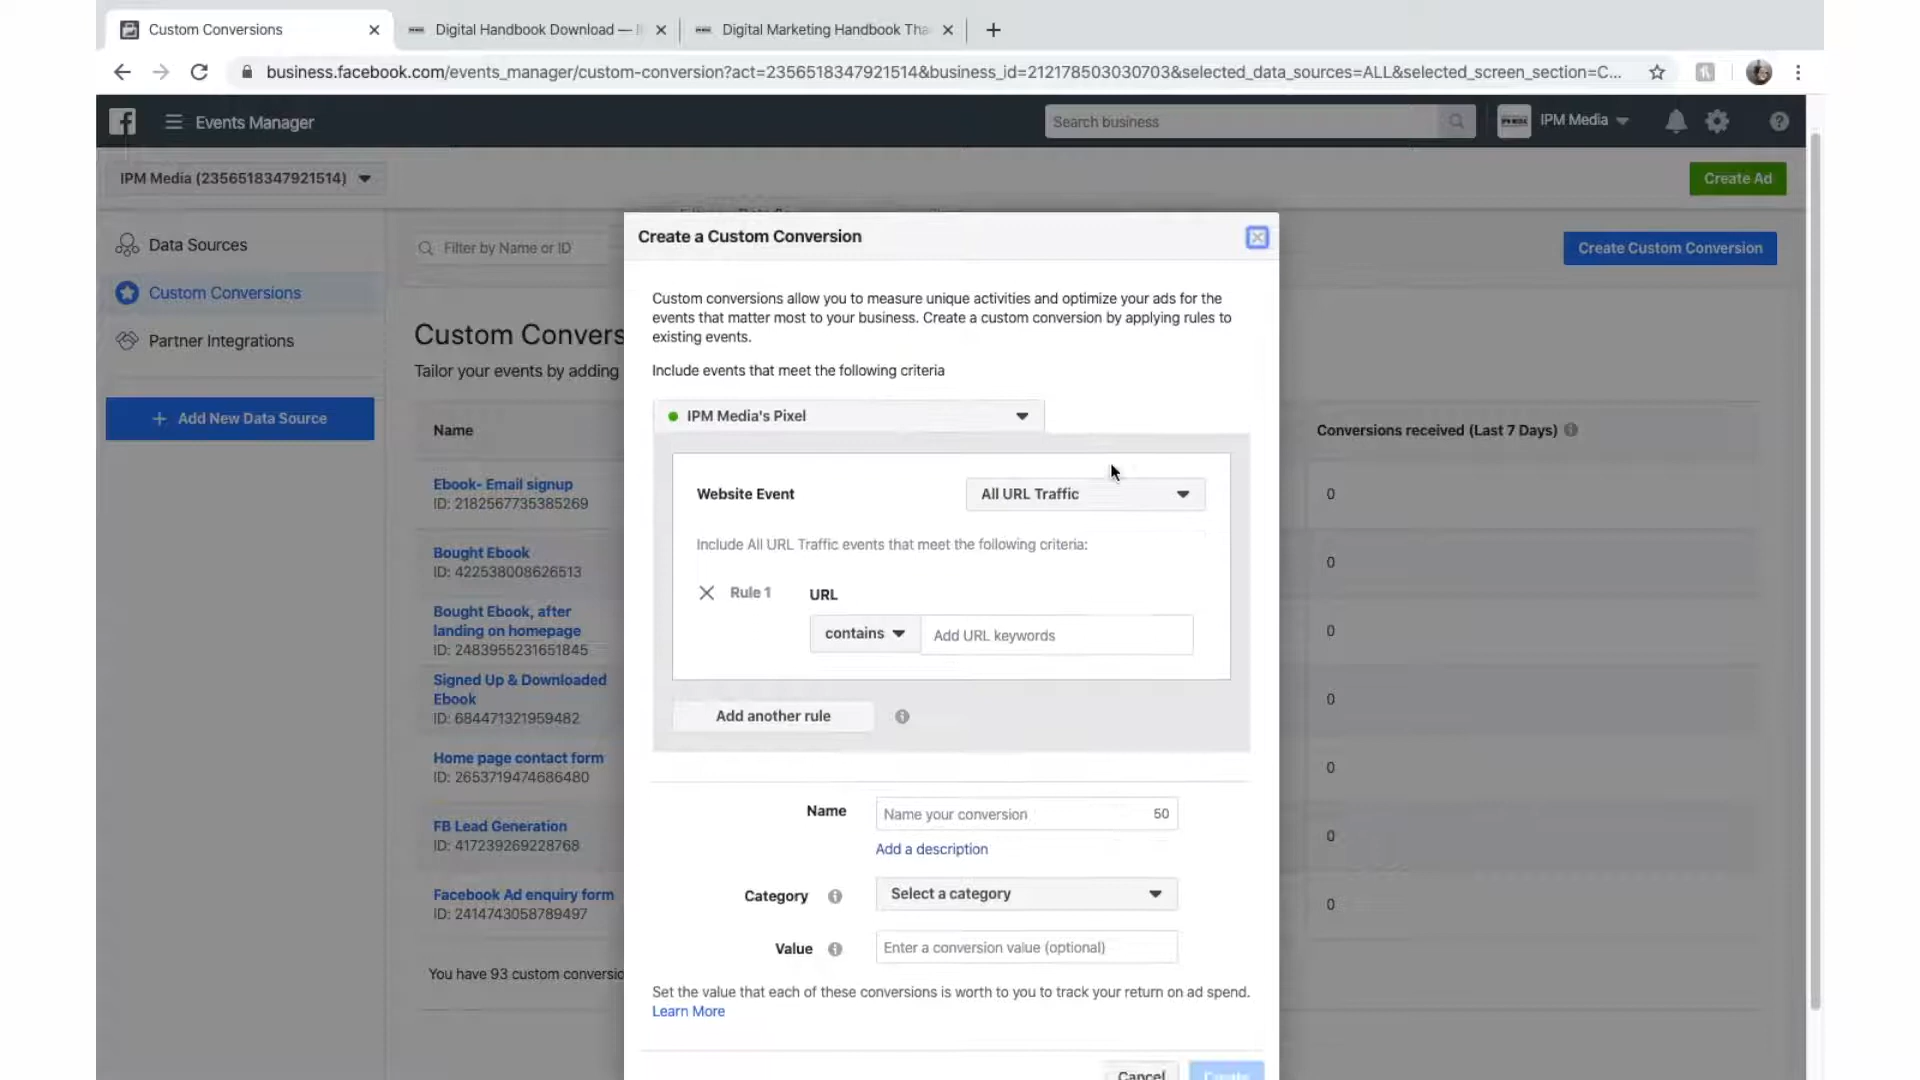 Custom Conversions
Digital Handbook Download —
Digital Marketing Handbook Tha
business.facebook.com/events_manager/custom-conversion?act=2356518347921514&business_id=212178503030703&selected_data_sources=ALL&selected_screen_section=C...
Events Manager
Search business
IPM Media
IPM Media (2356518347921514)
Create Ad
Data Sources
Custom Conversions
Partner Integrations
+ Add New Data Source
Filter by Name or ID
Create Custom Conversion
Custom Convers
Tailor your events by adding
Name
Conversions received (Last 7 Days)
Ebook- Email signup
ID: 2182567735385269
0
Bought Ebook
ID: 422538008626513
0
Bought Ebook, after
landing on homepage
ID: 2483955231651845
0
Signed Up & Downloaded
Ebook
ID: 684471321959482
0
Home page contact form
ID: 2653719474686480
0
FB Lead Generation
ID: 417239269228768
0
Facebook Ad enquiry form
ID: 2414743058789497
0
You have 93 custom conversio
Create a Custom Conversion
Custom conversions allow you to measure unique activities and optimize your ads for the
events that matter most to your business. Create a custom conversion by applying rules to
existing events.
Include events that meet the following criteria
IPM Media's Pixel
Website Event
All URL Traffic
Include All URL Traffic events that meet the following criteria:
Rule 1
URL
contains
Add URL keywords
Add another rule
Name
Name your conversion
50
Add a description
Category
Select a category
Value
Enter a conversion value (optional)
Set the value that each of these conversions is worth to you to track your return on ad spend.
Learn More
Cancel
Create